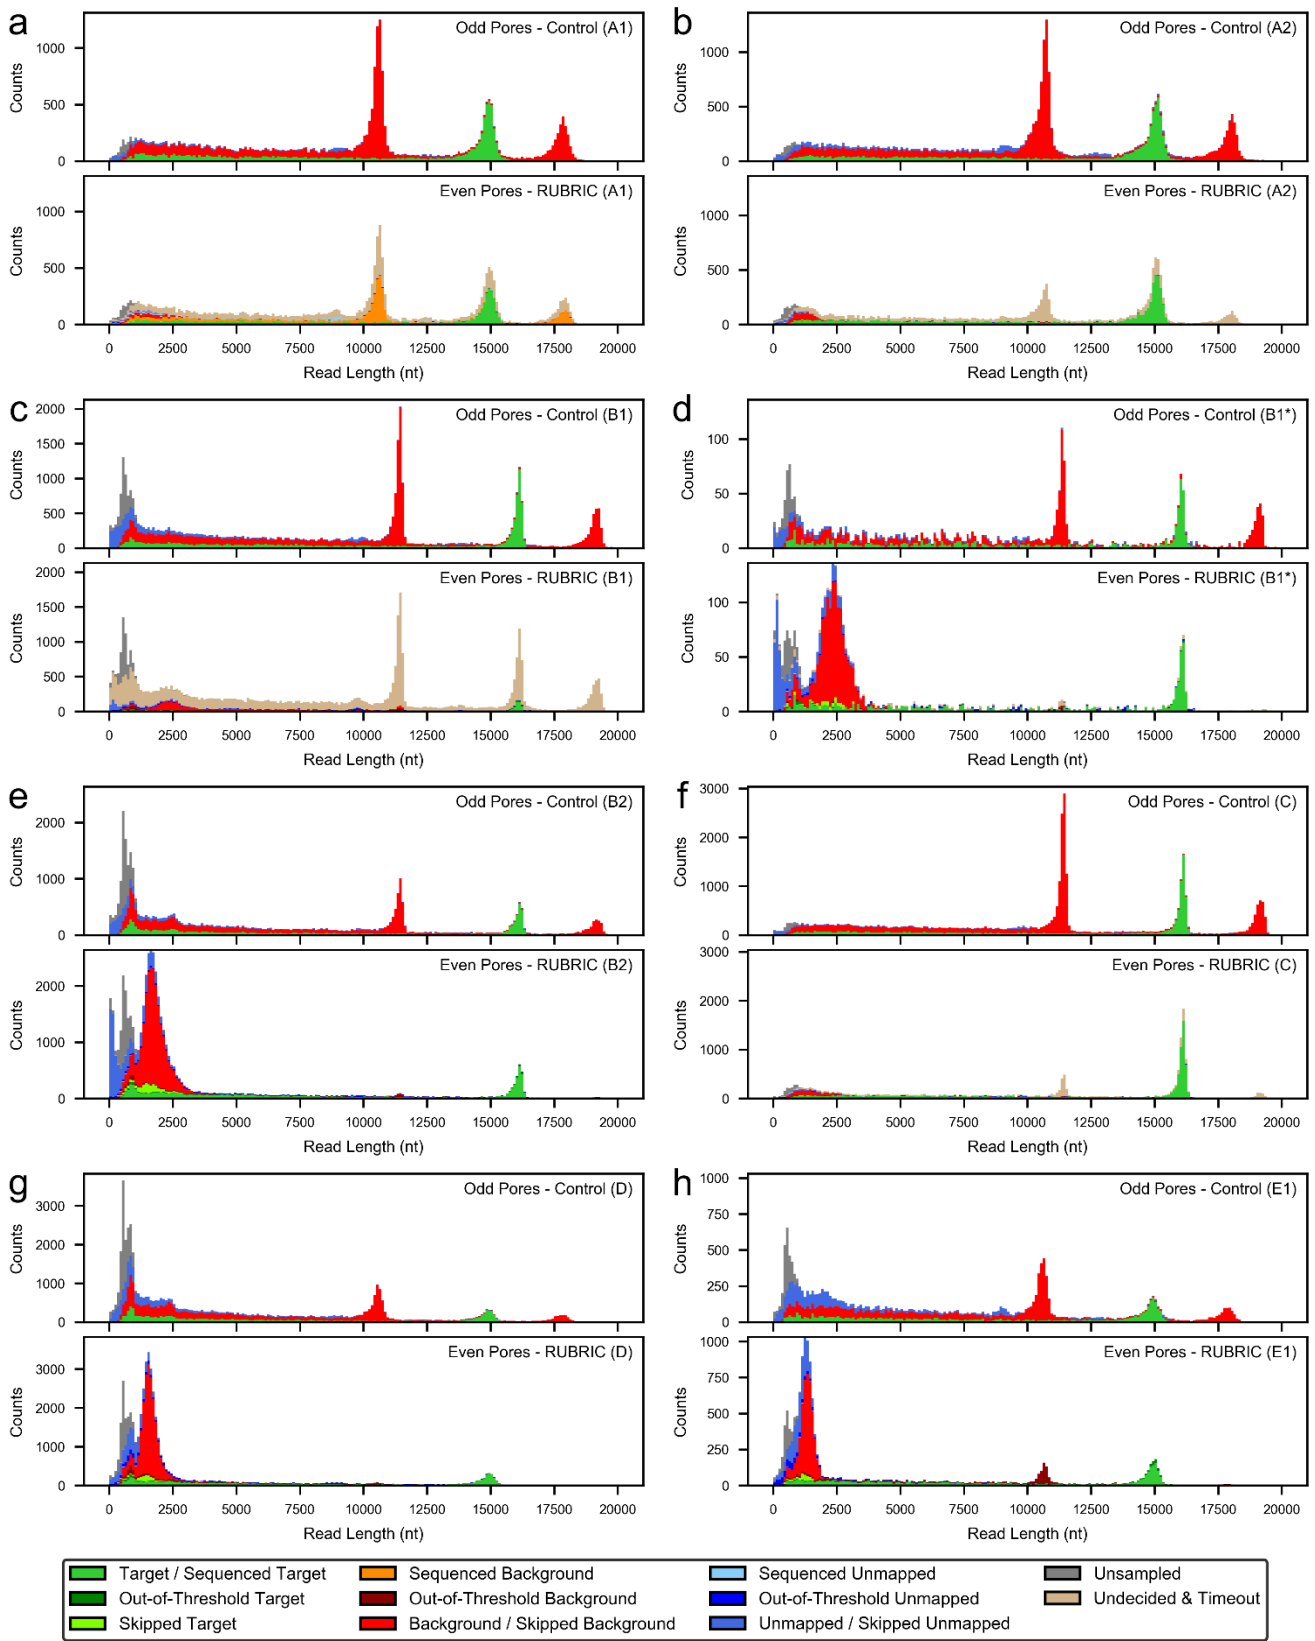 a
Odd Pores - Control (A1)
Counts
1000
500
0
Even Pores - RUBRIC (A1)
Counts
1000
500
0
0 2500 5000 7500 10000 12500 15000 17500 20000
Read Length (nt)
b
Odd Pores - Control (A2)
Counts
1000
500
0
Even Pores - RUBRIC (A2)
Counts
1000
500
0
0 2500 5000 7500 10000 12500 15000 17500 20000
Read Length (nt)
c
Odd Pores - Control (B1)
Counts
2000
1500
1000
500
0
Even Pores - RUBRIC (B1)
Counts
2000
1500
1000
500
0
0 2500 5000 7500 10000 12500 15000 17500 20000
Read Length (nt)
d
Odd Pores - Control (B1*)
Counts
100
50
0
Even Pores - RUBRIC (B1*)
Counts
100
50
0
0 2500 5000 7500 10000 12500 15000 17500 20000
Read Length (nt)
e
Odd Pores - Control (B2)
Counts
2000
1000
0
Even Pores - RUBRIC (B2)
Counts
2000
1000
0
0 2500 5000 7500 10000 12500 15000 17500 20000
Read Length (nt)
f
Odd Pores - Control (C)
Counts
3000
2000
1000
0
Even Pores - RUBRIC (C)
Counts
3000
2000
1000
0
0 2500 5000 7500 10000 12500 15000 17500 20000
Read Length (nt)
g
Odd Pores - Control (D)
Counts
3000
2000
1000
0
Even Pores - RUBRIC (D)
Counts
3000
2000
1000
0
0 2500 5000 7500 10000 12500 15000 17500 20000
Read Length (nt)
h
Odd Pores - Control (E1)
Counts
1000
750
500
250
0
Even Pores - RUBRIC (E1)
Counts
1000
750
500
250
0
0 2500 5000 7500 10000 12500 15000 17500 20000
Read Length (nt)
Target / Sequenced Target
Out-of-Threshold Target
Skipped Target
Sequenced Background
Out-of-Threshold Background
Background / Skipped Background
Sequenced Unmapped
Out-of-Threshold Unmapped
Unmapped / Skipped Unmapped
Unsampled
Undecided & Timeout